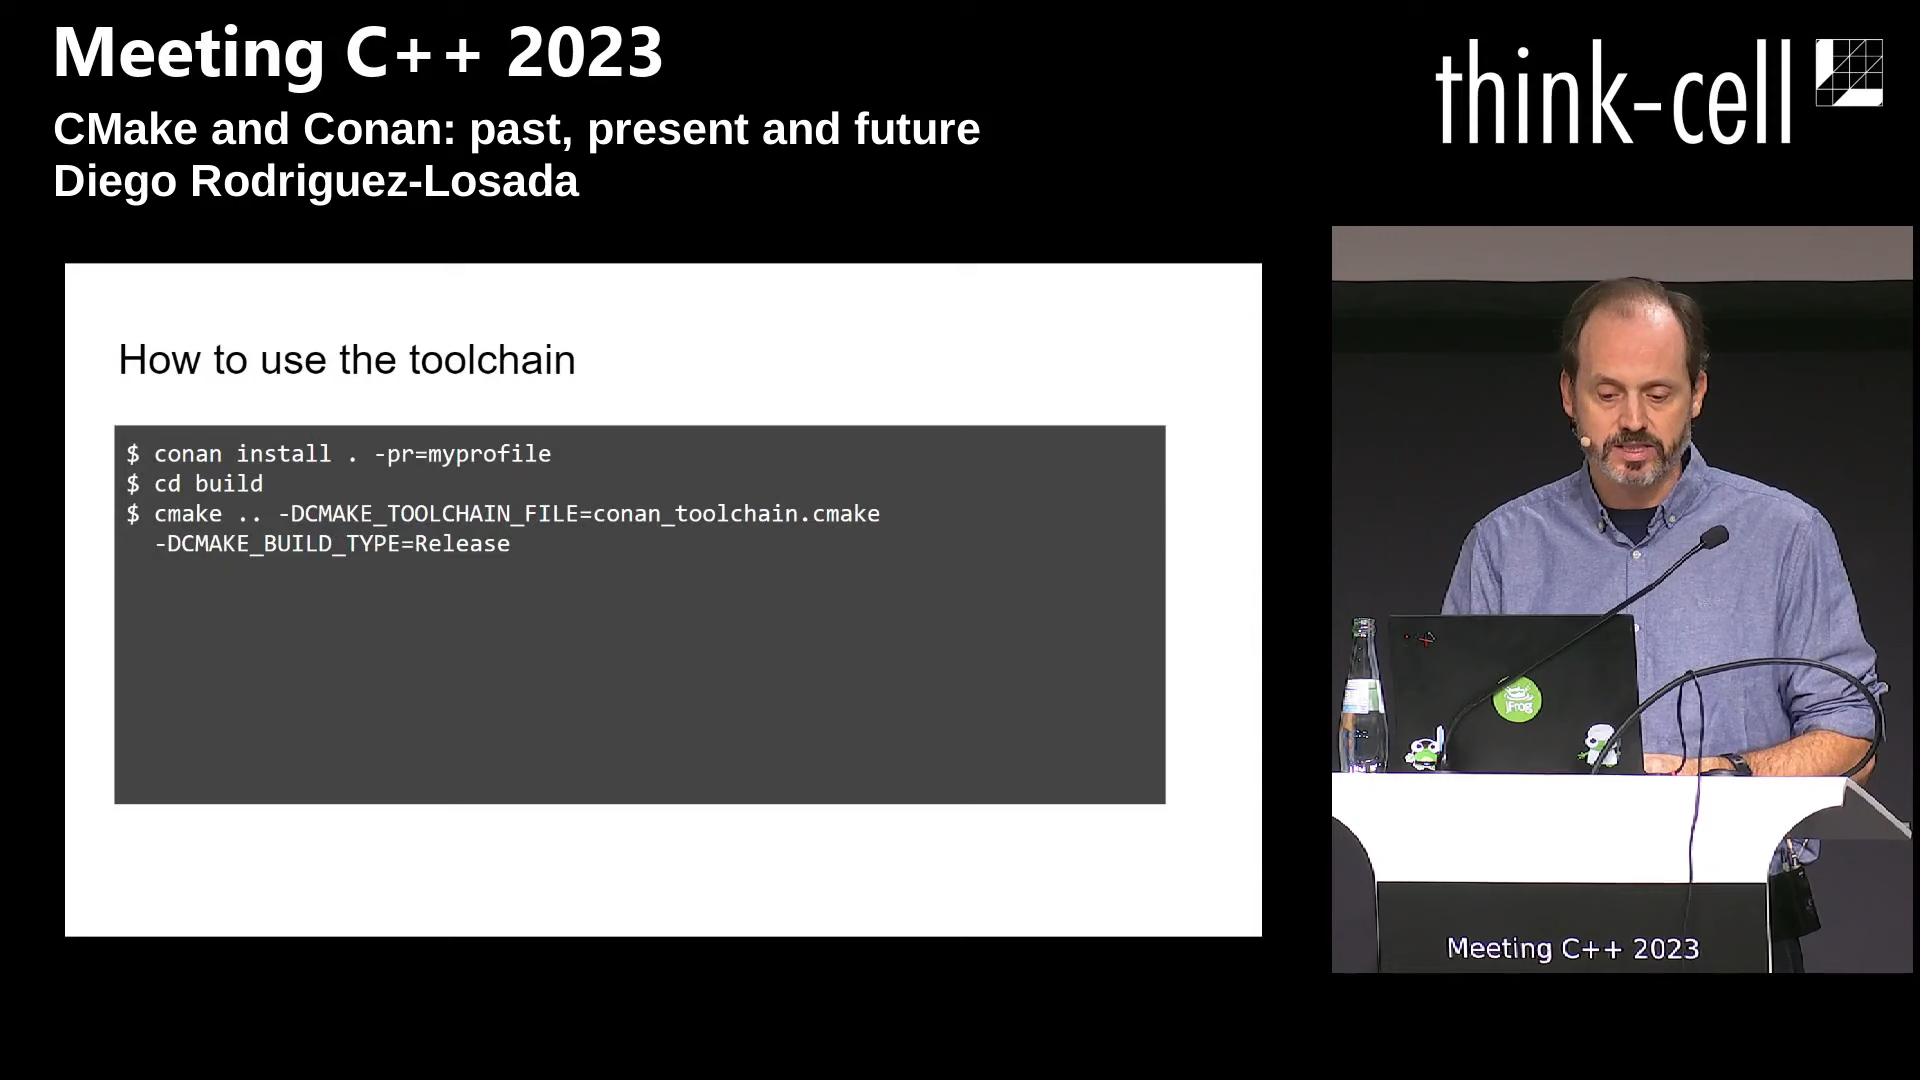 Meeting C++ 2023
CMake and Conan: past, present and future
Diego Rodriguez-Losada
think-cell
How to use the toolchain
$ conan install . -pr=myprofile
$ cd build
$ cmake .. -DCMAKE_TOOLCHAIN_FILE=conan_toolchain.cmake
-DCMAKE_BUILD_TYPE=Release
jFrog
Meeting C++ 2023